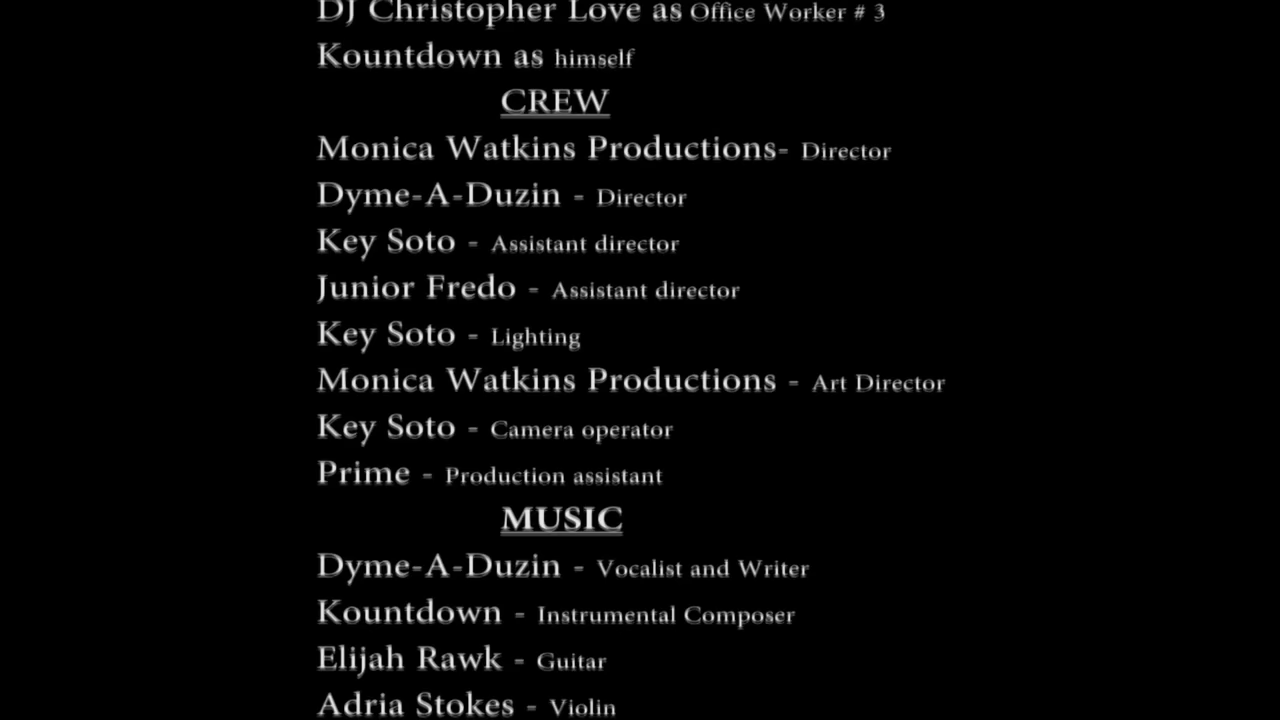 DJ Christopher Love as Office Worker # 3
Kountdown as himself
CREW
Monica Watkins Productions- Director
Dyme-A-Duzin - Director
Key Soto - Assistant director
Junior Fredo - Assistant director
Key Soto - Lighting
Monica Watkins Productions - Art Director
Key Soto - Camera operator
Prime - Production assistant
MUSIC
Dyme-A-Duzin - Vocalist and Writer
Kountdown - Instrumental Composer
Elijah Rawk - Guitar
Adria Stokes - Violin